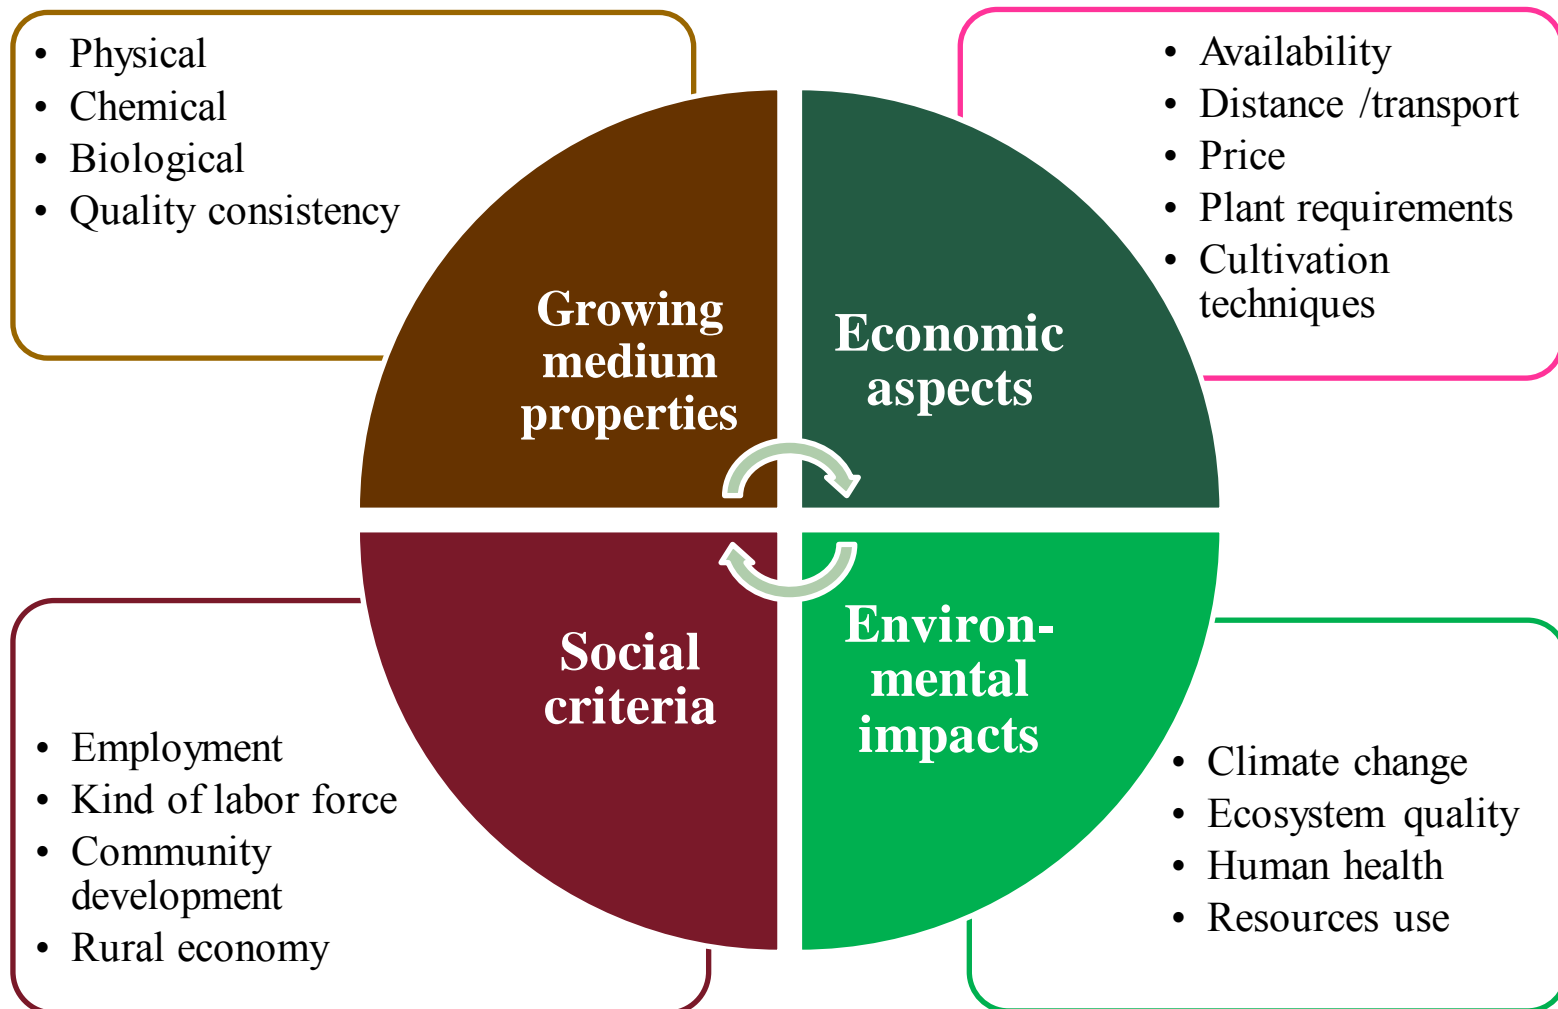 • Physical
• Chemical
• Biological
• Quality consistency
Growing
medium
properties
• Availability
• Distance /transport
• Price
• Plant requirements
• Cultivation
techniques
Economic
aspects
Social
criteria
• Employment
• Kind of labor force
• Community
development
• Rural economy
Environ-
mental
impacts
• Climate change
• Ecosystem quality
• Human health
• Resources use